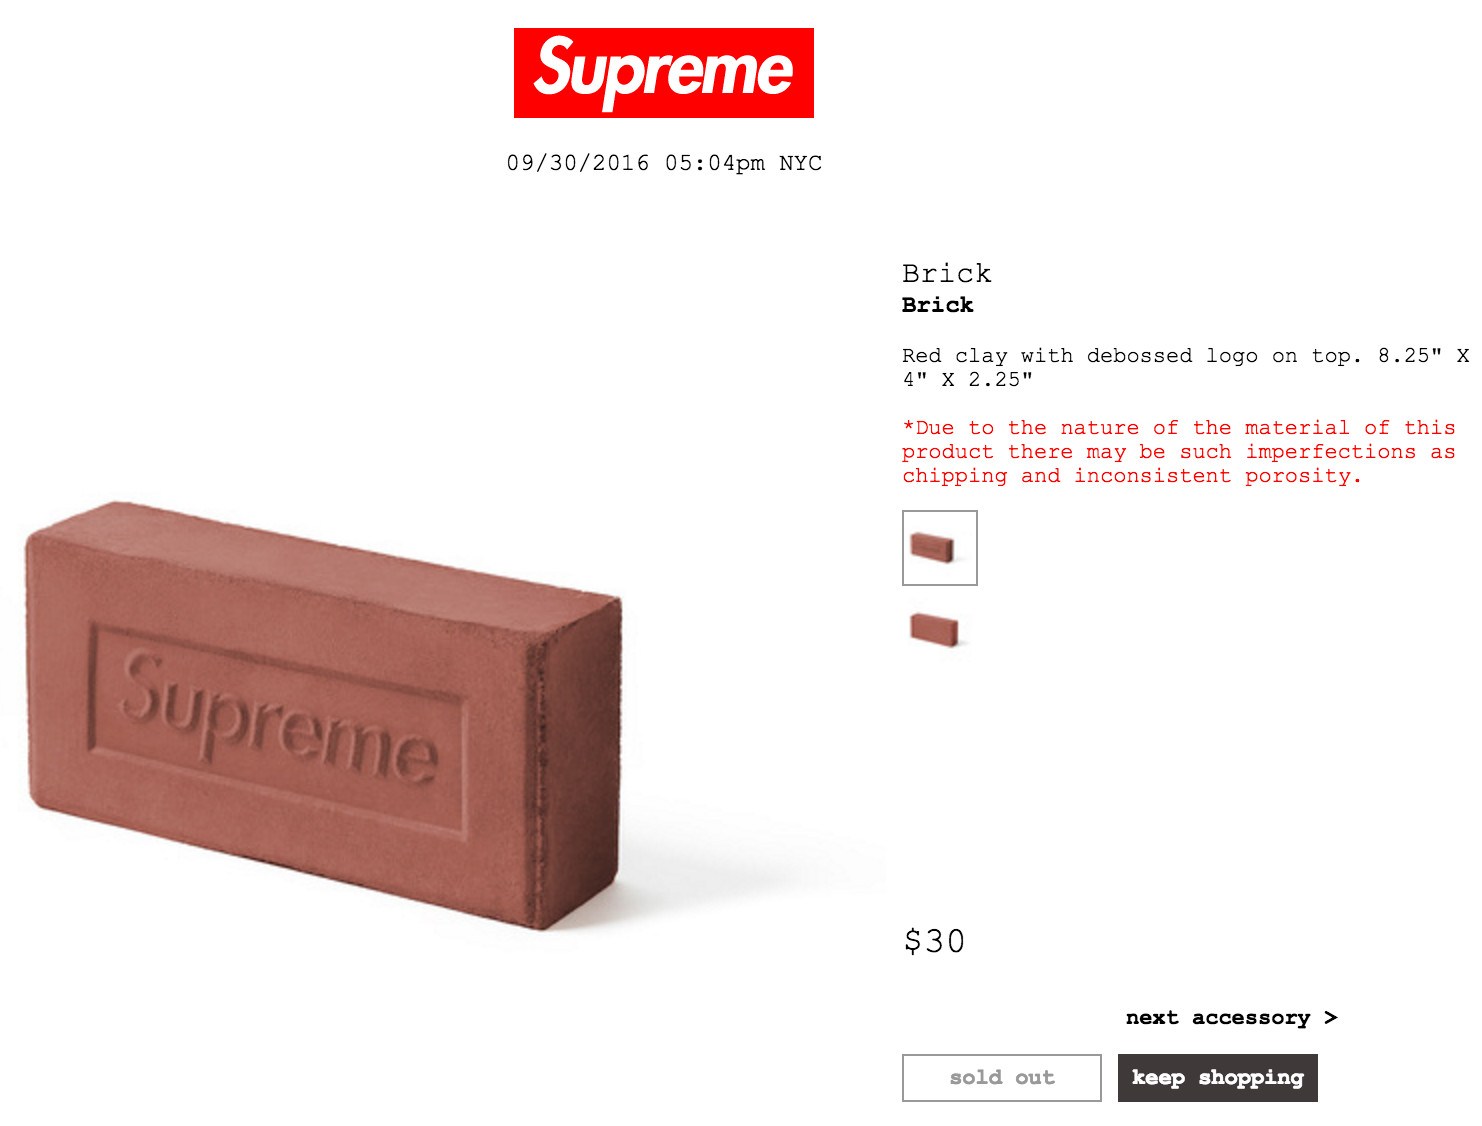 Supreme
09/30/2016 05:04pm NYC
Brick
Brick
Red clay with debossed logo on top. 8.25" X
4" X 2.25"
*Due to the nature of the material of this
product there may be such imperfections as
chipping and inconsistent porosity.
Supreme
$30
next accessory >
sold out
keep shopping